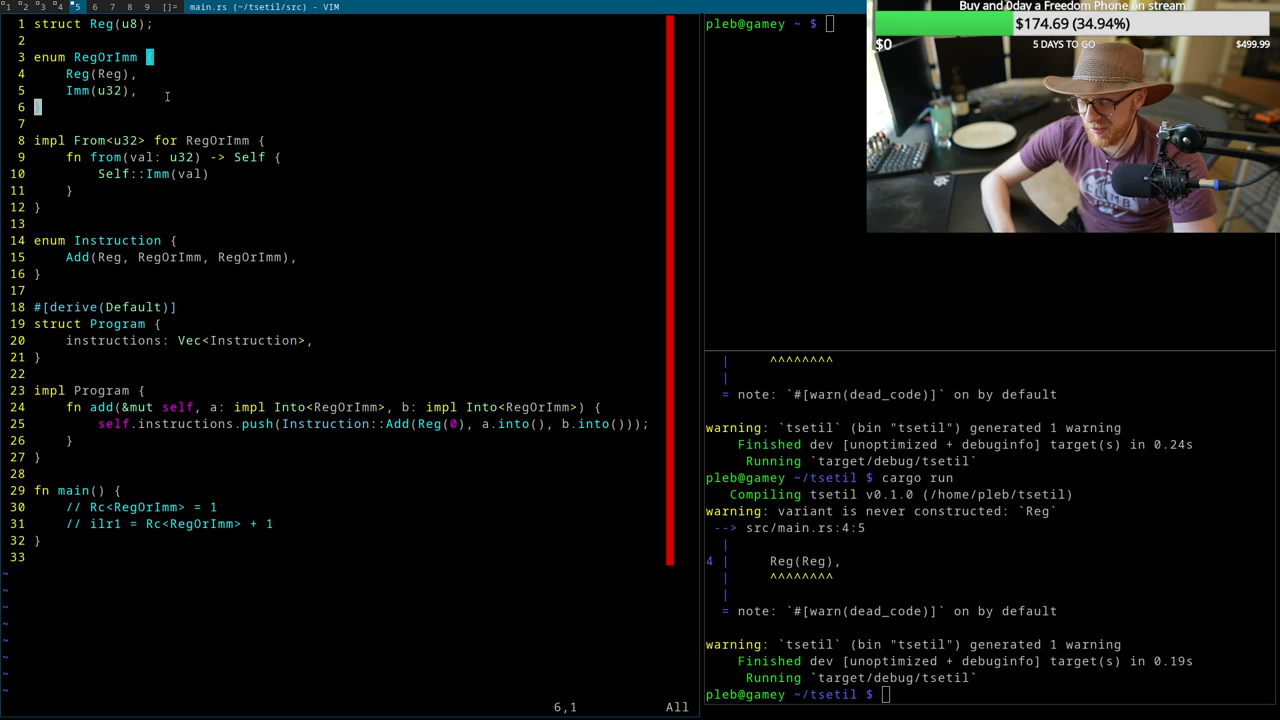 1 2 3 4 5 6 7 8 9 []= main.rs (~/tsetil/src) - VIM
1 struct Reg(u8);
2
3 enum RegOrImm {
4     Reg(Reg),
5     Imm(u32),
6 }
7
8 impl From<u32> for RegOrImm {
9     fn from(val: u32) -> Self {
10         Self::Imm(val)
11     }
12 }
13
14 enum Instruction {
15     Add(Reg, RegOrImm, RegOrImm),
16 }
17
18 #[derive(Default)]
19 struct Program {
20     instructions: Vec<Instruction>,
21 }
22
23 impl Program {
24     fn add(&mut self, a: impl Into<RegOrImm>, b: impl Into<RegOrImm>) {
25         self.instructions.push(Instruction::Add(Reg(0), a.into(), b.into()));
26     }
27 }
28
29 fn main() {
30     // Rc<RegOrImm> = 1
31     // ilr1 = Rc<RegOrImm> + 1
32 }
33
~
~
~
~
~
~
~
~
6,1 All
pleb@gamey ~ $
Buy and 0day a Freedom Phone on stream
$174.69 (34.94%)
$0 5 DAYS TO GO $499.99
|     ^^^^^^^^
|
= note: `#[warn(dead_code)]` on by default
warning: `tsetil` (bin "tsetil") generated 1 warning
Finished dev [unoptimized + debuginfo] target(s) in 0.24s
Running `target/debug/tsetil`
pleb@gamey ~/tsetil $ cargo run
Compiling tsetil v0.1.0 (/home/pleb/tsetil)
warning: variant is never constructed: `Reg`
--> src/main.rs:4:5
|
4 |     Reg(Reg),
|     ^^^^^^^^
|
= note: `#[warn(dead_code)]` on by default
warning: `tsetil` (bin "tsetil") generated 1 warning
Finished dev [unoptimized + debuginfo] target(s) in 0.19s
Running `target/debug/tsetil`
pleb@gamey ~/tsetil $